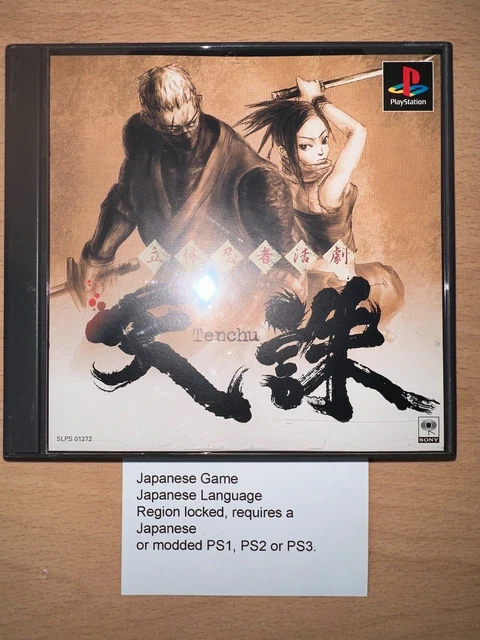 PlayStation
立体忍者活劇
天誅
Tenchu
SLPS 01272
SONY
Japanese Game
Japanese Language
Region locked, requires a
Japanese
or modded PS1, PS2 or PS3.